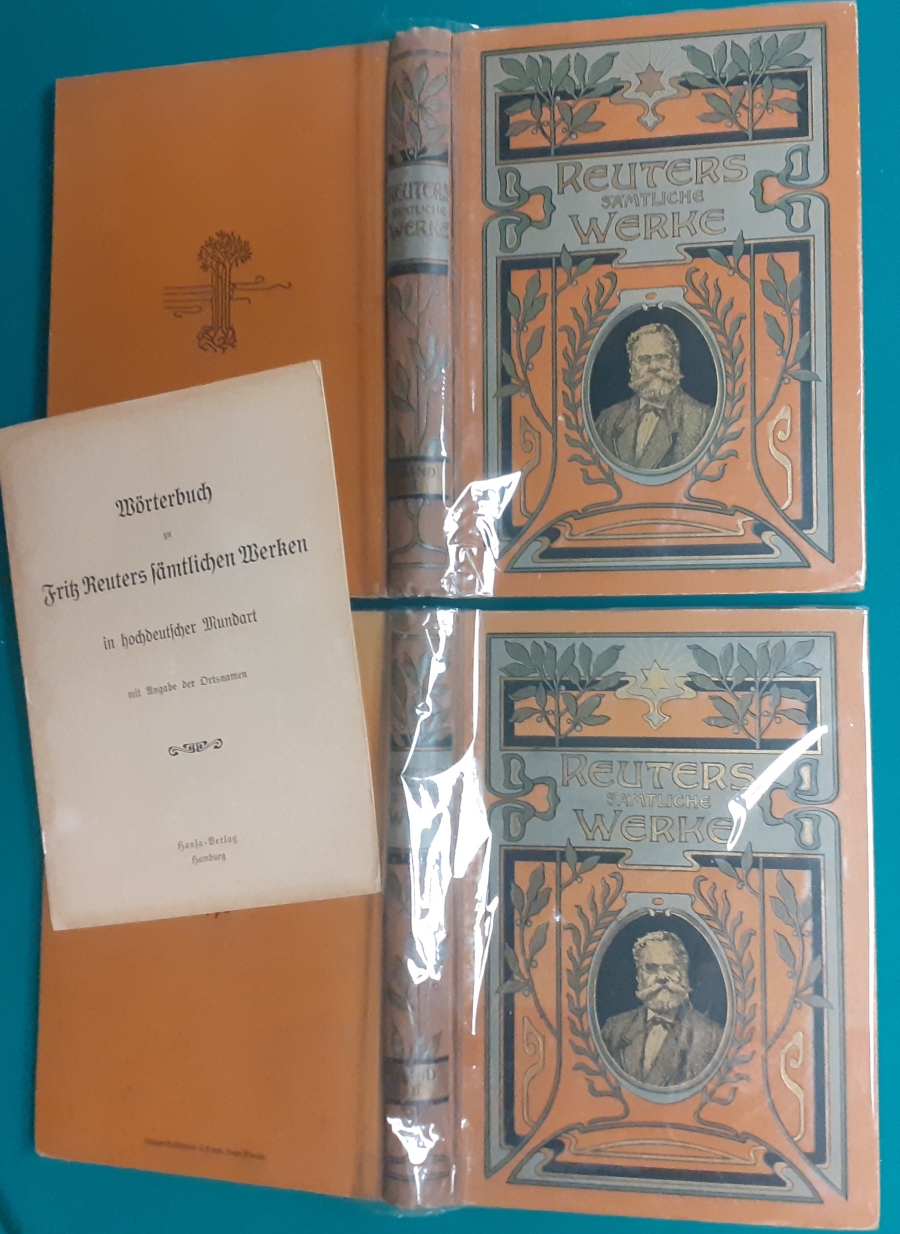 REUTERS
SÄMTLICHE
WERKE
REUTERS
SÄMTLICHE
WERKE
BAND
Wörterbuch
zu
Fritz Reuters sämtlichen Werken
in hochdeutscher Mundart
mit Angabe der Ortsnamen
Hansa-Verlag
Hamburg
REUTERS
SÄMTLICHE
WERKE